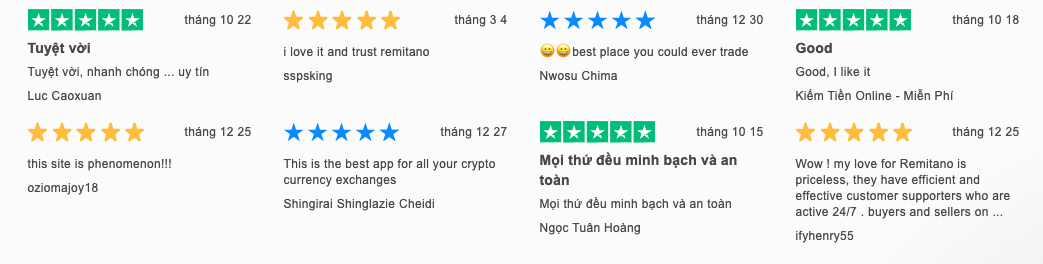 tháng 10 22
Tuyệt vời
Tuyệt vời, nhanh chóng ... uy tín
Luc Caoxuan
tháng 3 4
i love it and trust remitano
sspsking
tháng 12 30
😀😀best place you could ever trade
Nwosu Chima
tháng 10 18
Good
Good, I like it
Kiếm Tiền Online - Miễn Phí
tháng 12 25
this site is phenomenon!!!
oziomajoy18
tháng 12 27
This is the best app for all your crypto
currency exchanges
Shingirai Shinglazie Cheidi
tháng 10 15
Mọi thứ đều minh bạch và an
toàn
Mọi thứ đều minh bạch và an toàn
Ngọc Tuân Hoàng
tháng 12 25
Wow ! my love for Remitano is
priceless, they have efficient and
effective customer supporters who are
active 24/7 . buyers and sellers on ...
ifyhenry55